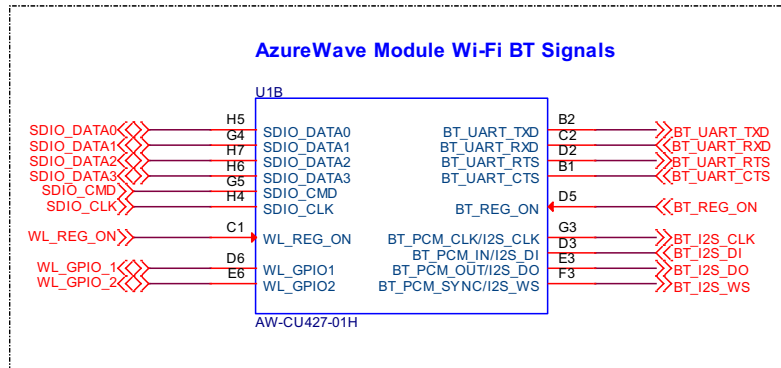 AzureWave Module Wi-Fi BT Signals
U1B
SDIO_DATA0 H5 SDIO_DATA0 BT_UART_TXD B2 BT_UART_TXD
SDIO_DATA1 G4 SDIO_DATA1 BT_UART_RXD C2 BT_UART_RXD
SDIO_DATA2 H7 SDIO_DATA2 BT_UART_RTS D2 BT_UART_RTS
SDIO_DATA3 H6 SDIO_DATA3 BT_UART_CTS B1 BT_UART_CTS
SDIO_CMD G5 SDIO_CMD
SDIO_CLK H4 SDIO_CLK BT_REG_ON D5 BT_REG_ON
WL_REG_ON C1 WL_REG_ON BT_PCM_CLK/I2S_CLK G3 BT_I2S_CLK
BT_PCM_IN/I2S_DI D3 BT_I2S_DI
WL_GPIO_1 D6 WL_GPIO1 BT_PCM_OUT/I2S_DO E3 BT_I2S_DO
WL_GPIO_2 E6 WL_GPIO2 BT_PCM_SYNC/I2S_WS F3 BT_I2S_WS
AW-CU427-01H